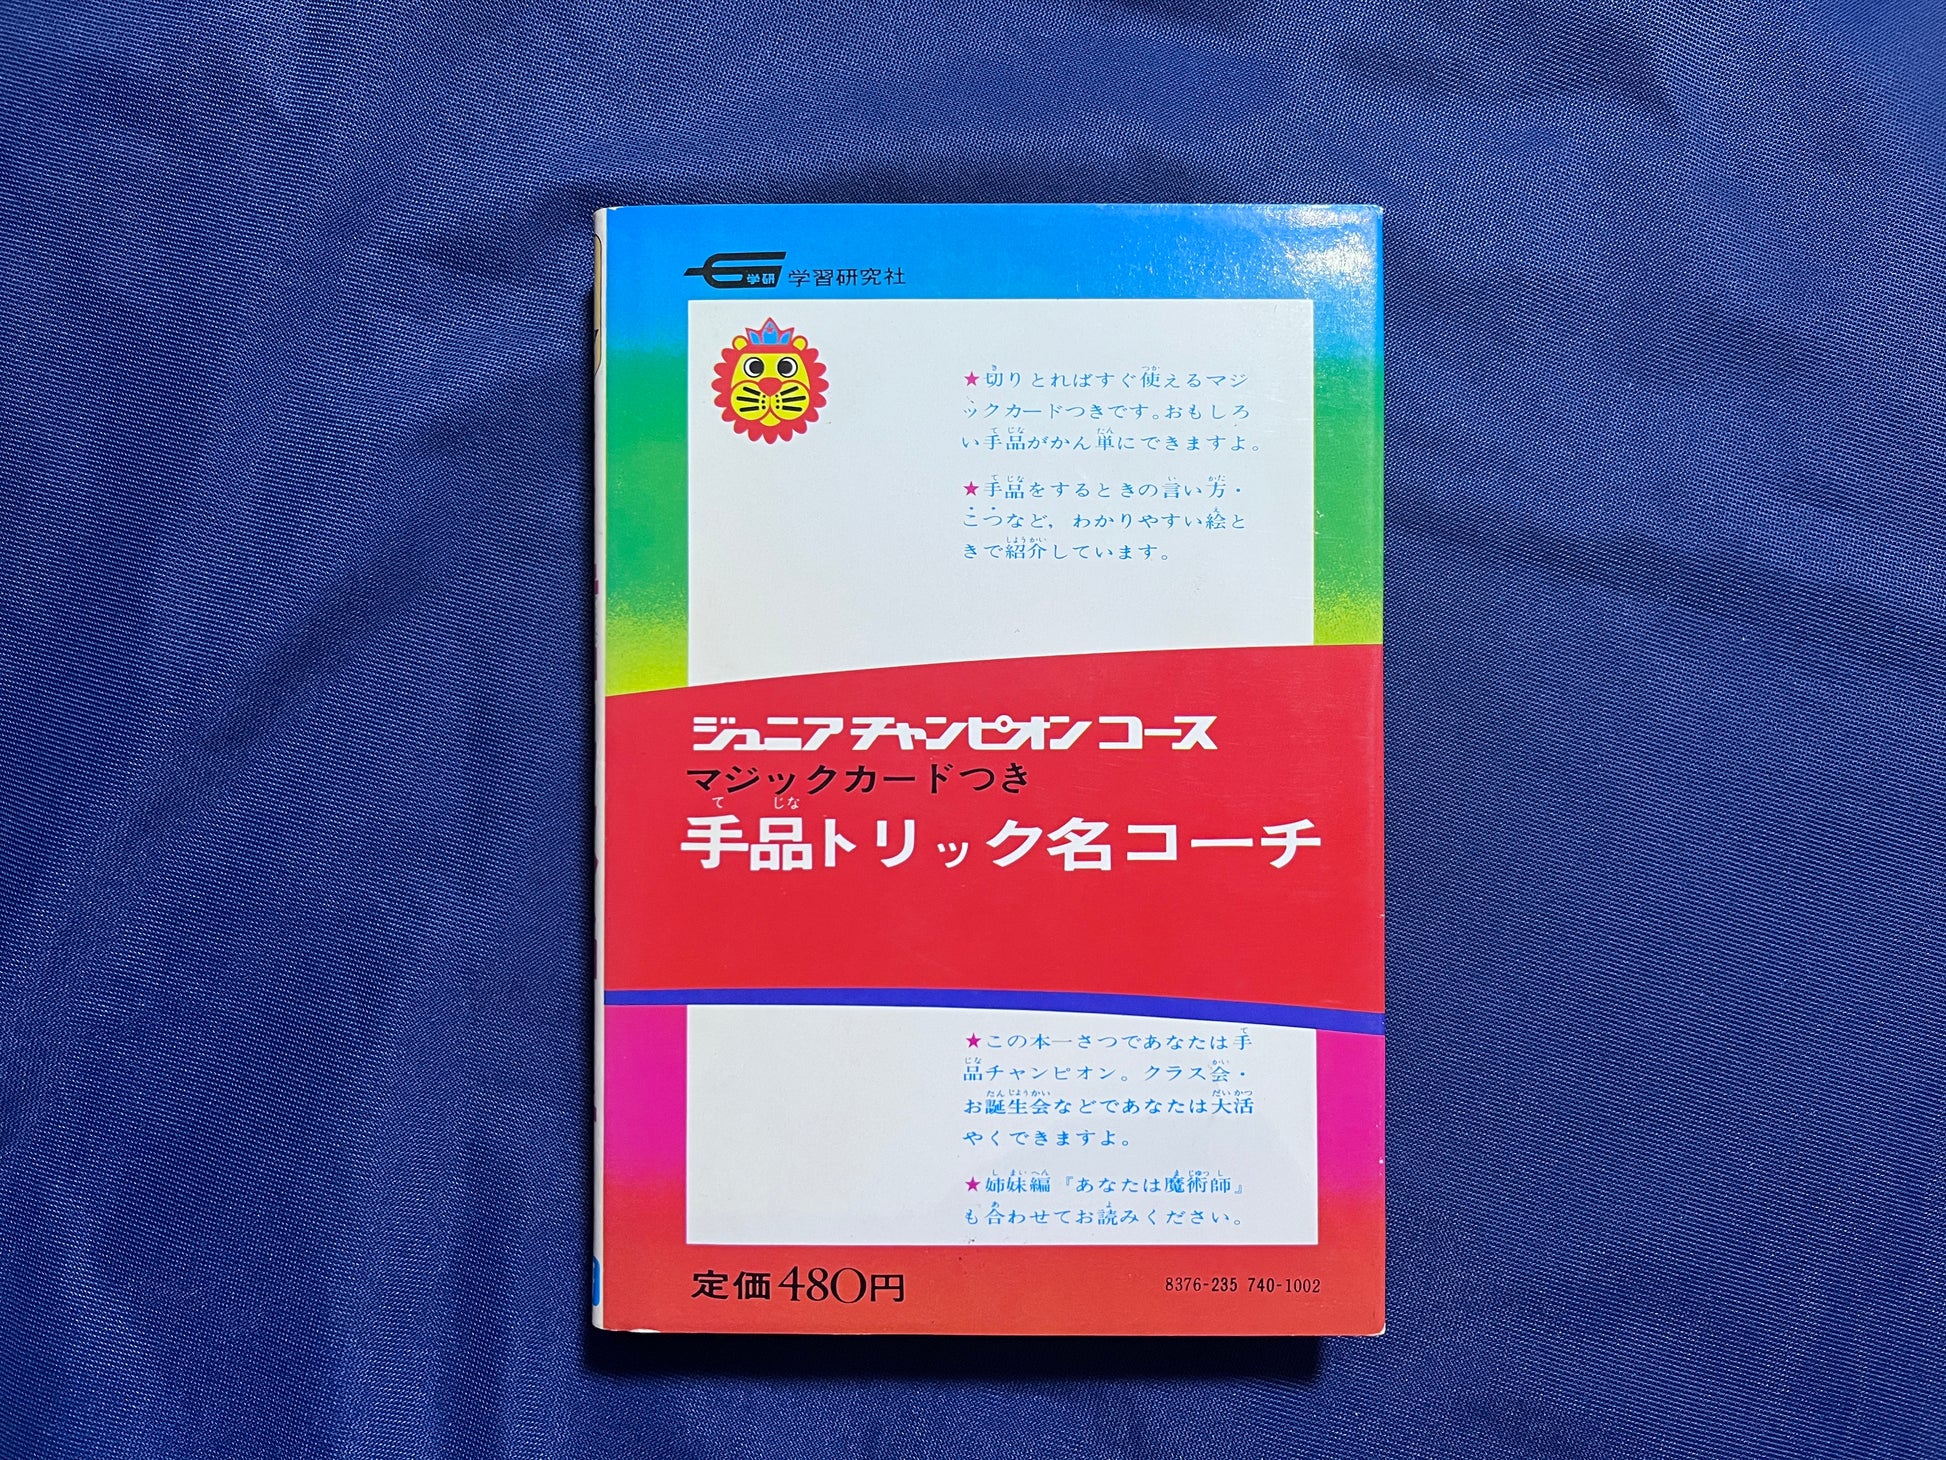 学研 学習研究社
★切りとればすぐ使えるマジ
ックカードつきです。おもしろ
い手品がかん単にできますよ。
★手品をするときの言い方・
こつなど，わかりやすい絵と
きで紹介しています。
ジュニアチャンピオンコース
マジックカードつき
手品トリック名コーチ
★この本一さつであなたは手
品チャンピオン。クラス会・
お誕生会などであなたは大活
やくできますよ。
★姉妹編『あなたは魔術師』
も合わせてお読みください。
定価480円
8376-235 740-1002